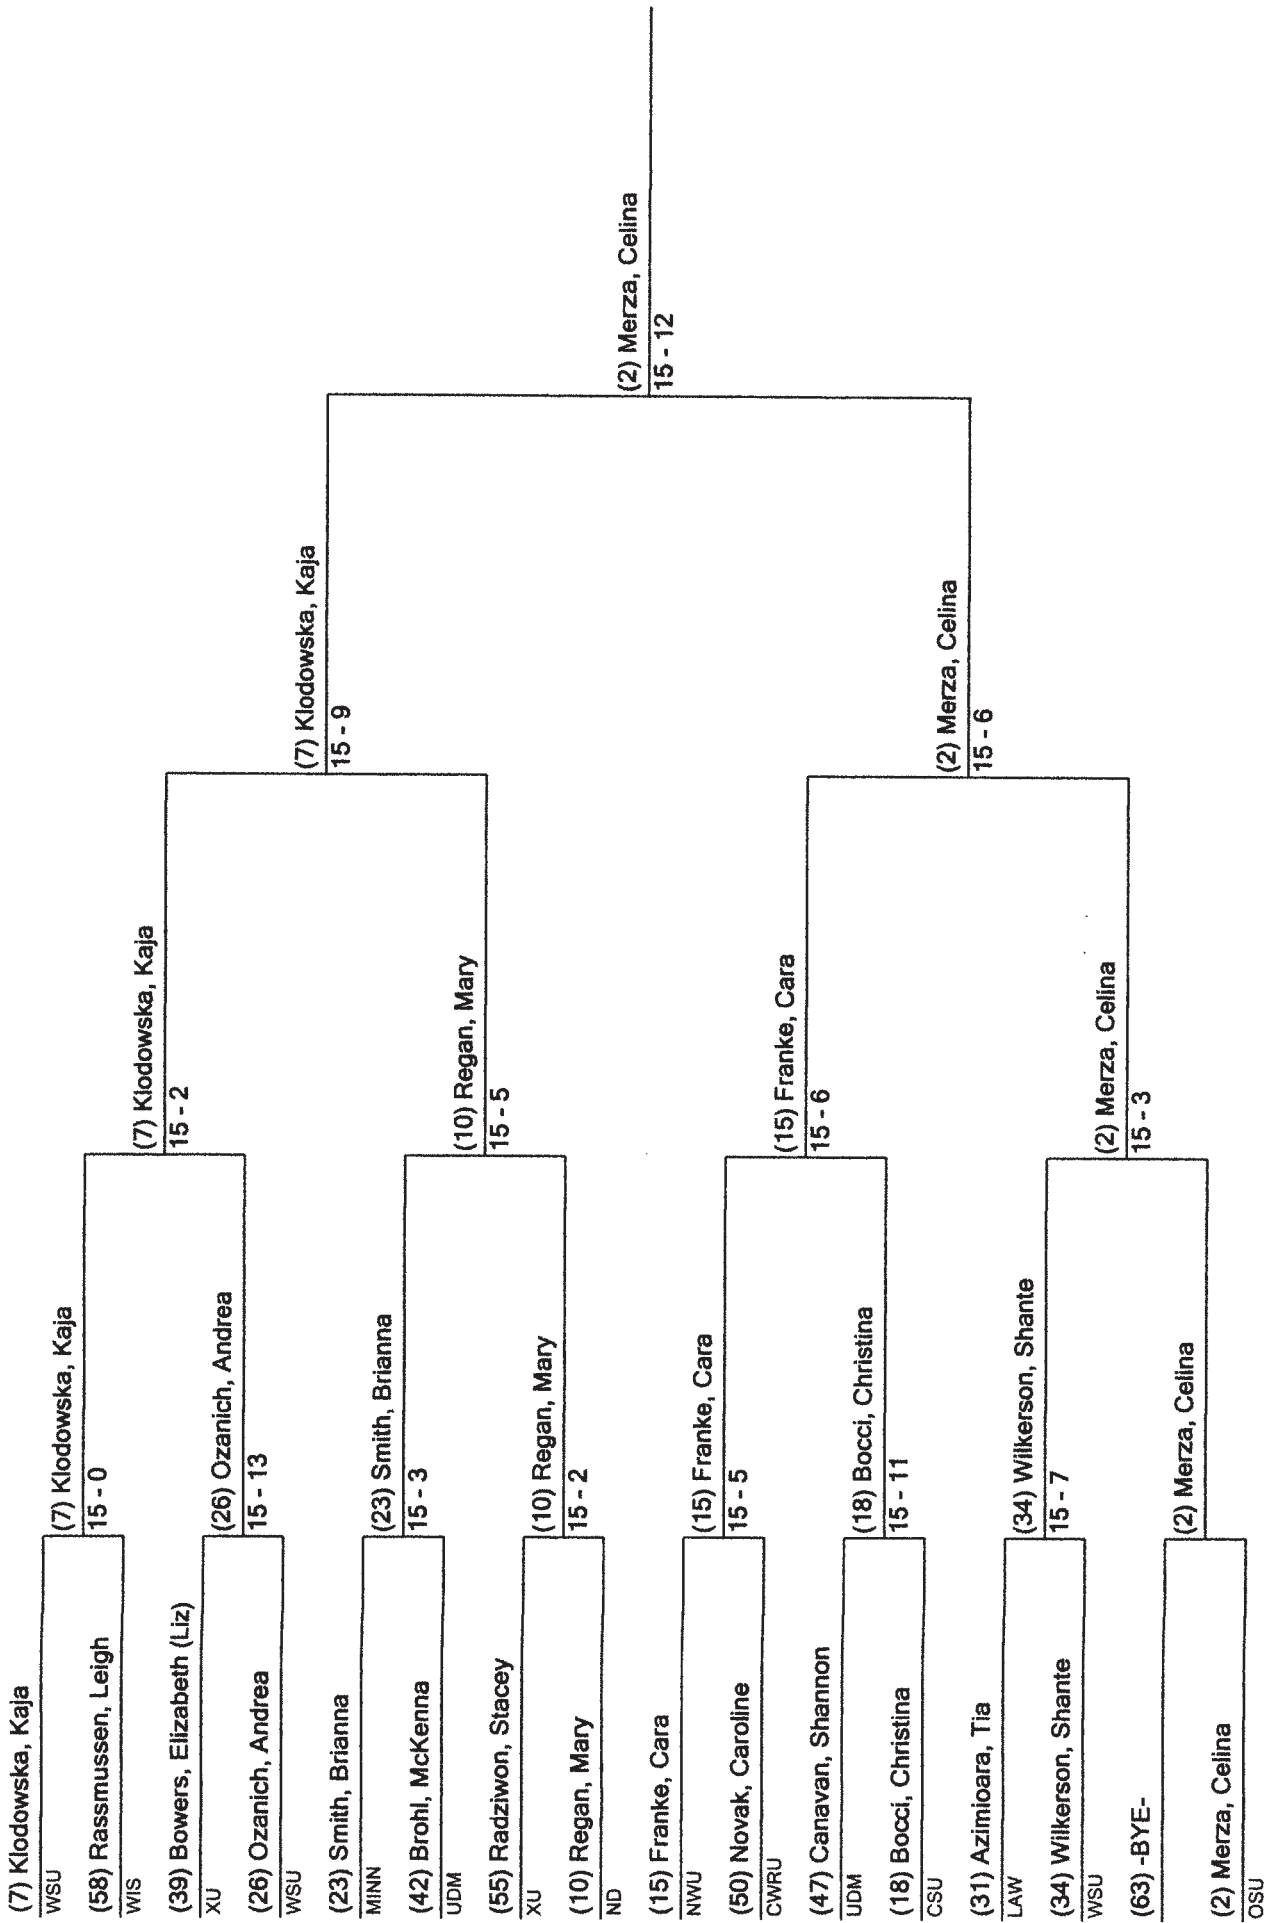 (7) Klodowska, Kaja
WSU
(58) Rassmussen, Leigh
WIS
(39) Bowers, Elizabeth (Liz)
XU
(26) Ozanich, Andrea
WSU
(23) Smith, Brianna
MINN
(42) Brohl, McKenna
UDM
(55) Radziwon, Stacey
XU
(10) Regan, Mary
ND
(15) Franke, Cara
NWU
(50) Novak, Caroline
CWRU
(47) Canavan, Shannon
UDM
(18) Bocci, Christina
CSU
(31) Azimioara, Tia
LAW
(34) Wilkerson, Shante
WSU
(63) -BYE-
(2) Merza, Celina
OSU
(7) Klodowska, Kaja
15 - 0
(26) Ozanich, Andrea
15 - 13
(23) Smith, Brianna
15 - 3
(10) Regan, Mary
15 - 2
(15) Franke, Cara
15 - 5
(18) Bocci, Christina
15 - 11
(34) Wilkerson, Shante
15 - 7
(2) Merza, Celina
(7) Klodowska, Kaja
15 - 2
(10) Regan, Mary
15 - 5
(15) Franke, Cara
15 - 6
(2) Merza, Celina
15 - 3
(7) Klodowska, Kaja
15 - 9
(2) Merza, Celina
15 - 6
(2) Merza, Celina
15 - 12